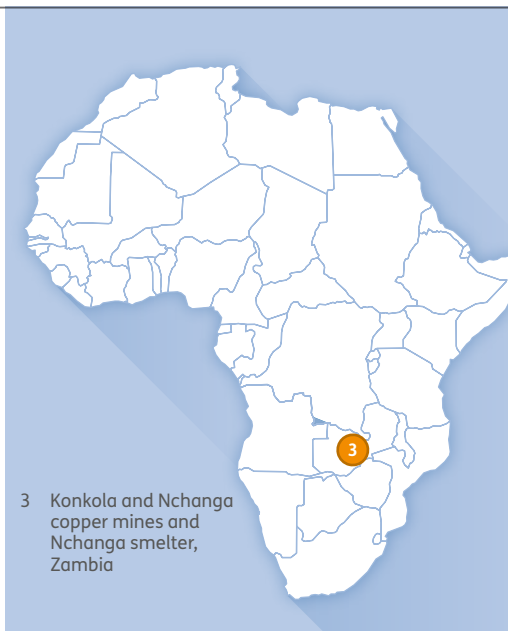 3
3 Konkola and Nchanga
copper mines and
Nchanga smelter,
Zambia